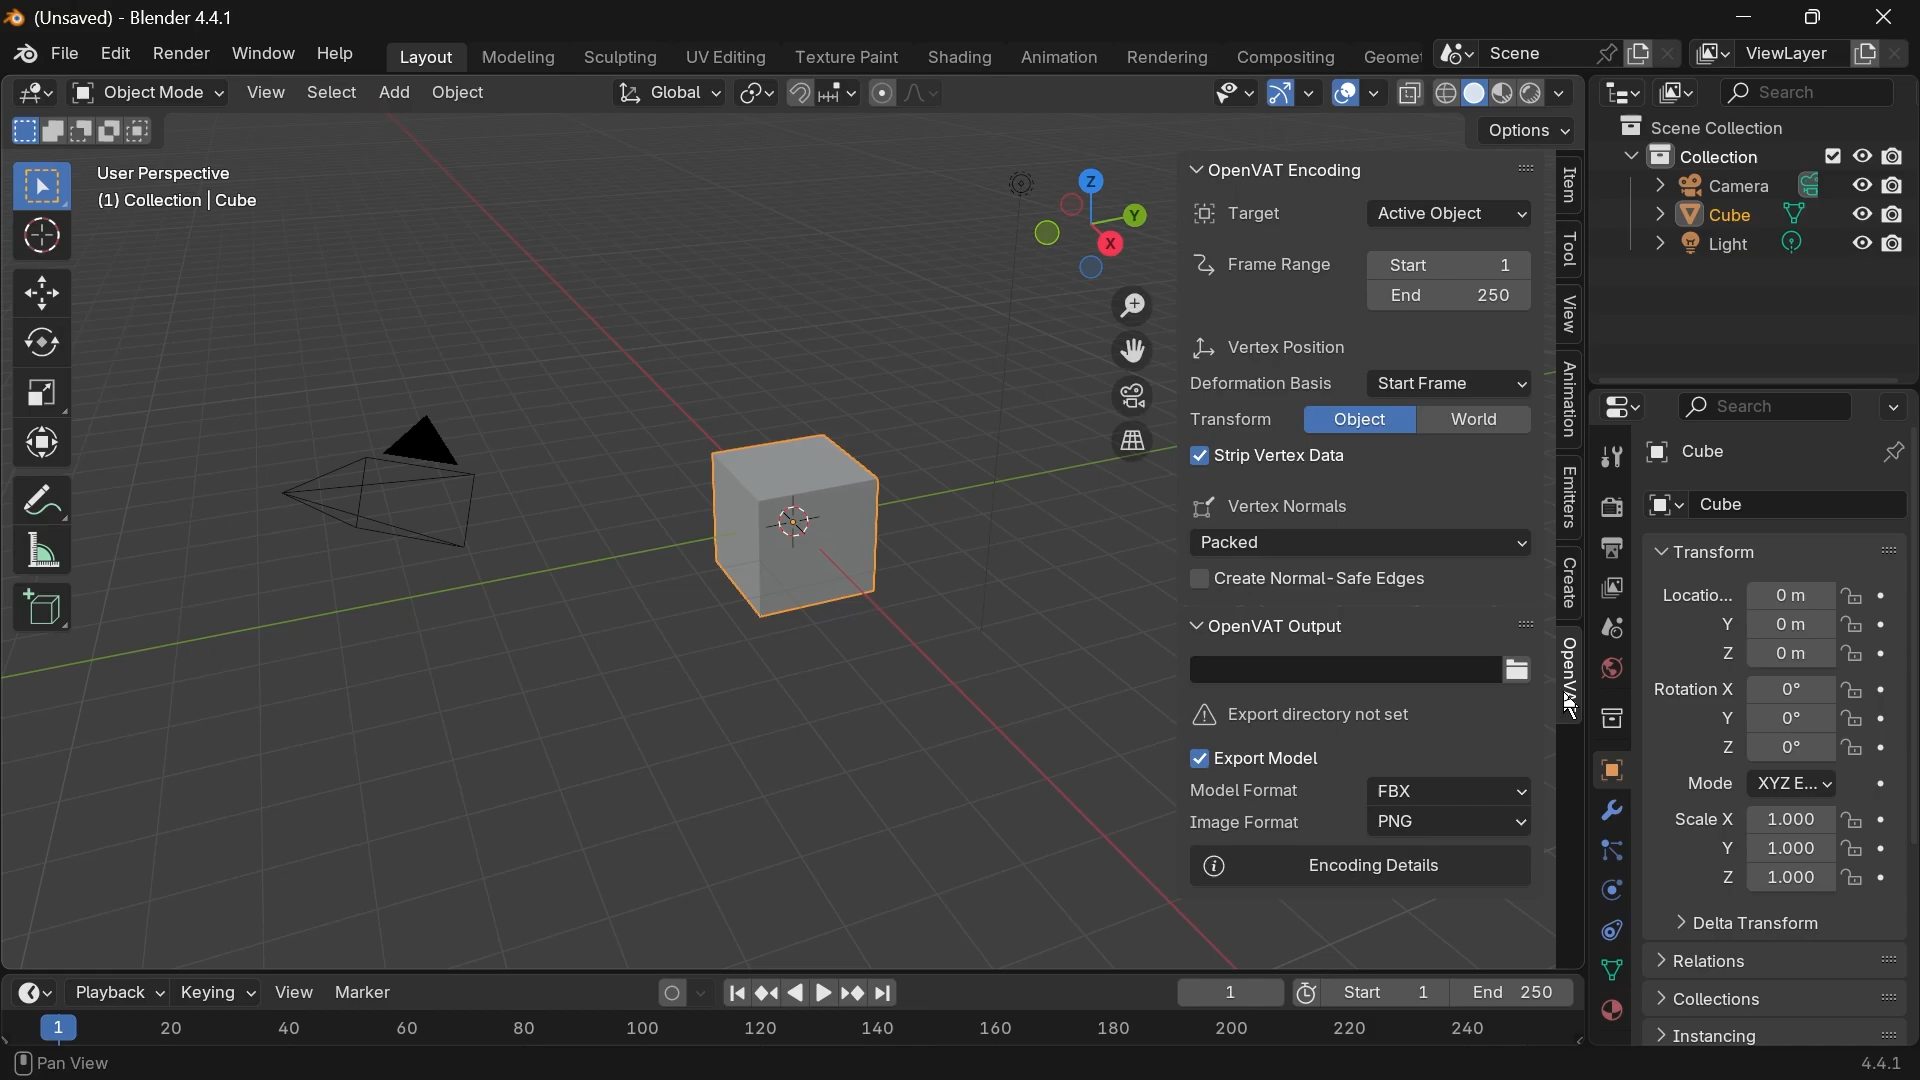 (Unsaved) - Blender 4.4.1
File Edit Render Window Help Layout Modeling Sculpting UV Editing Texture Paint Shading Animation Rendering Compositing Geomet Scene ViewLayer
Object Mode View Select Add Object Global Search
Options
User Perspective
(1) Collection | Cube
Z
Y
X
OpenVAT Encoding
Target Active Object
Frame Range Start 1
End 250
Vertex Position
Deformation Basis Start Frame
Transform Object World
Strip Vertex Data
Vertex Normals
Packed
Create Normal-Safe Edges
OpenVAT Output
Export directory not set
Export Model
Model Format FBX
Image Format PNG
Encoding Details
Item
Tool
View
Animation
Emitters
Create
Scene Collection
Collection
Camera
Cube
Light
Search
Cube
Cube
Transform
Locatio... 0 m
Y 0 m
Z 0 m
Rotation X 0°
Y 0°
Z 0°
Mode XYZ E...
Scale X 1.000
Y 1.000
Z 1.000
Delta Transform
Relations
Collections
Instancing
Playback Keying View Marker 1 Start 1 End 250
1 20 40 60 80 100 120 140 160 180 200 220 240
Pan View 4.4.1